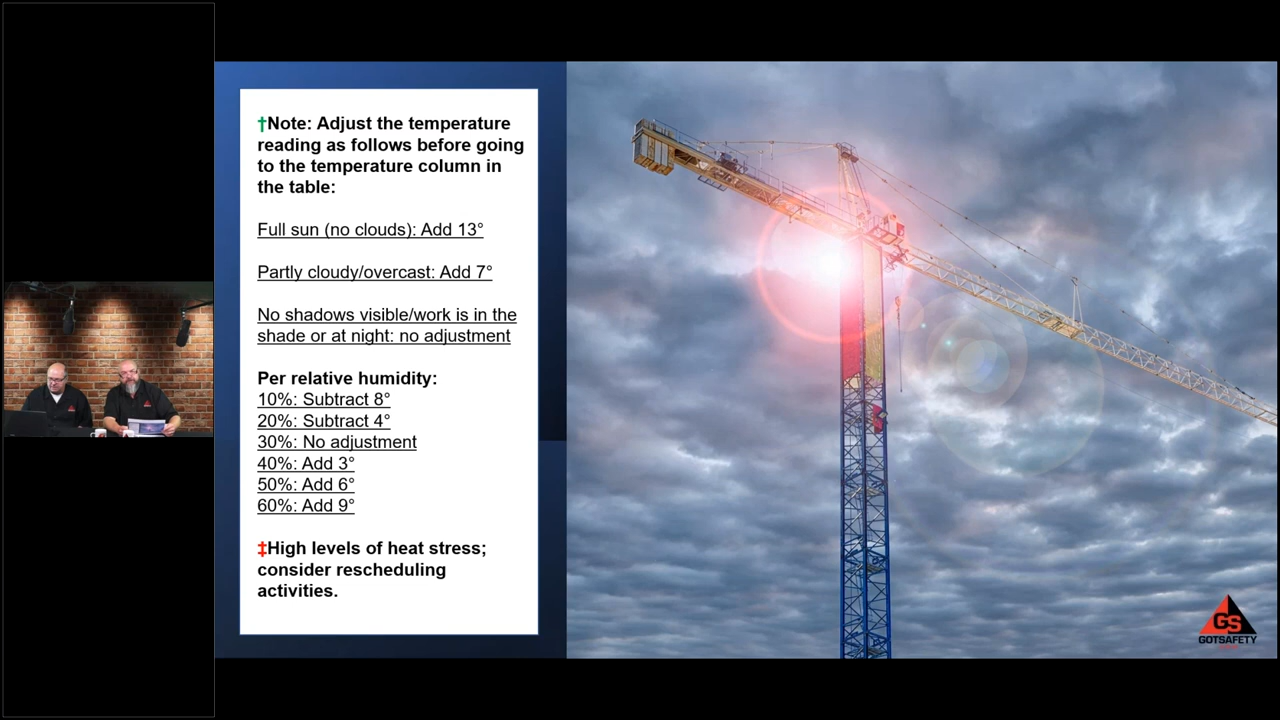 †Note: Adjust the temperature
reading as follows before going
to the temperature column in
the table:
Full sun (no clouds): Add 13°
Partly cloudy/overcast: Add 7°
No shadows visible/work is in the
shade or at night: no adjustment
Per relative humidity:
10%: Subtract 8°
20%: Subtract 4°
30%: No adjustment
40%: Add 3°
50%: Add 6°
60%: Add 9°
‡High levels of heat stress;
consider rescheduling
activities.
GS
GOTSAFETY